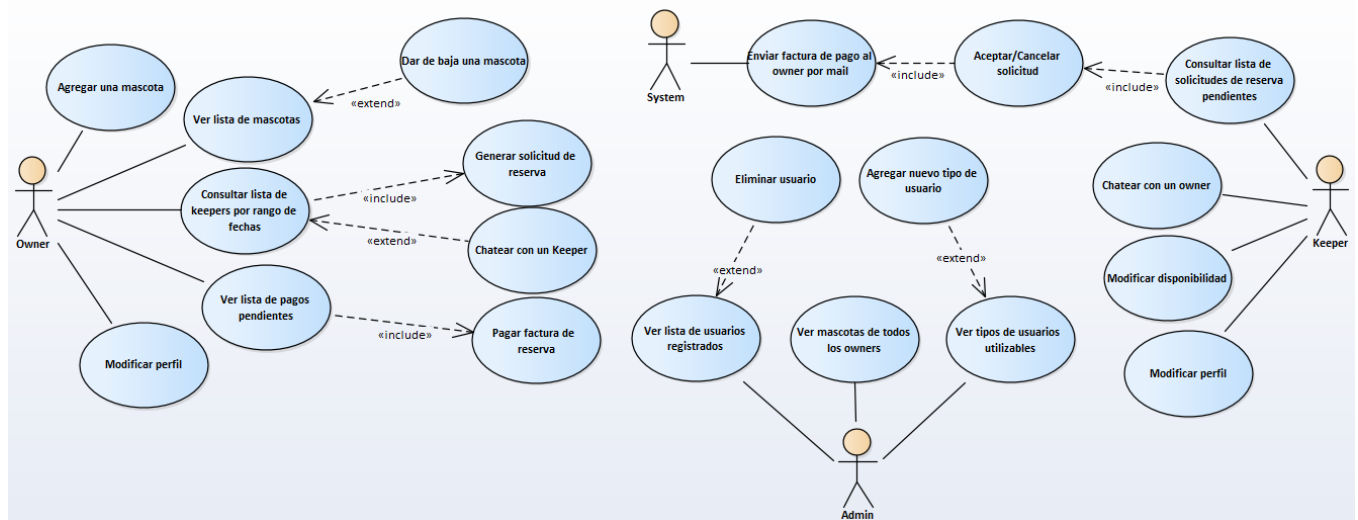 Agregar una mascota
Ver lista de mascotas
Dar de baja una mascota
«extend»
Consultar lista de
keepers por rango de
fechas
Generar solicitud de
reserva
«include»
Chatear con un Keeper
«extend»
Owner
Ver lista de pagos
pendientes
Pagar factura de
reserva
«include»
Modificar perfil
System
Enviar factura de pago al
owner por mail
«include»
Aceptar/Cancelar
solicitud
«include»
Consultar lista de
solicitudes de reserva
pendientes
Eliminar usuario
Agregar nuevo tipo de
usuario
«extend»
«extend»
Ver lista de usuarios
registrados
Ver mascotas de todos
los owners
Ver tipos de usuarios
utilizables
Admin
Chatear con un owner
Keeper
Modificar disponibilidad
Modificar perfil